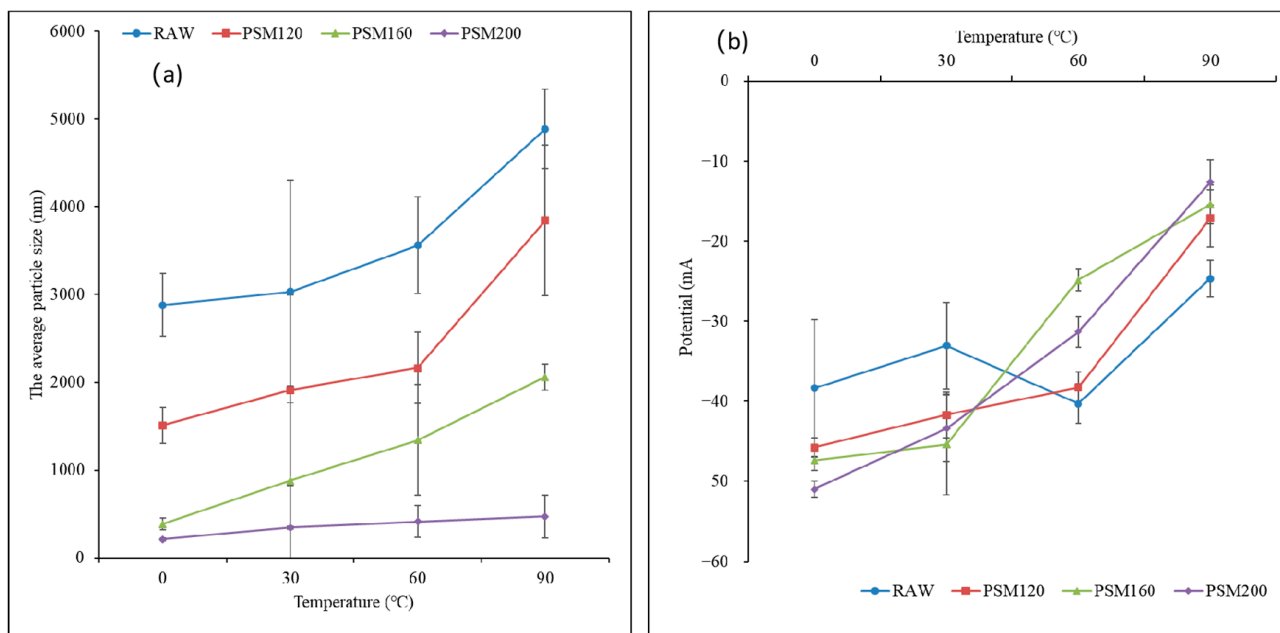 RAW PSM120 PSM160 PSM200
(a)
6000
5000
4000
3000
2000
1000
0
The average particle size (nm)
0 30 60 90
Temperature (℃)
(b)
Temperature (℃)
0 30 60 90
0
−10
−20
−30
−40
−50
−60
Potential (mA)
RAW PSM120 PSM160 PSM200